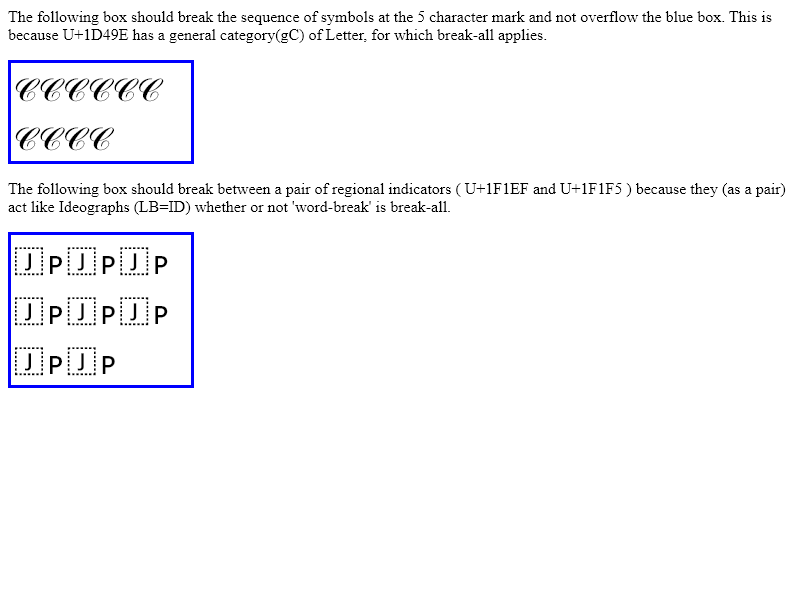 The following box should break the sequence of symbols at the 5 character mark and not overflow the blue box. This is
because U+1D49E has a general category(gC) of Letter, for which break-all applies.
𝒞𝒞𝒞𝒞𝒞𝒞
𝒞𝒞𝒞𝒞
The following box should break between a pair of regional indicators ( U+1F1EF and U+1F1F5 ) because they (as a pair)
act like Ideographs (LB=ID) whether or not 'word-break' is break-all.
🇯🇵🇯🇵🇯🇵
🇯🇵🇯🇵🇯🇵
🇯🇵🇯🇵